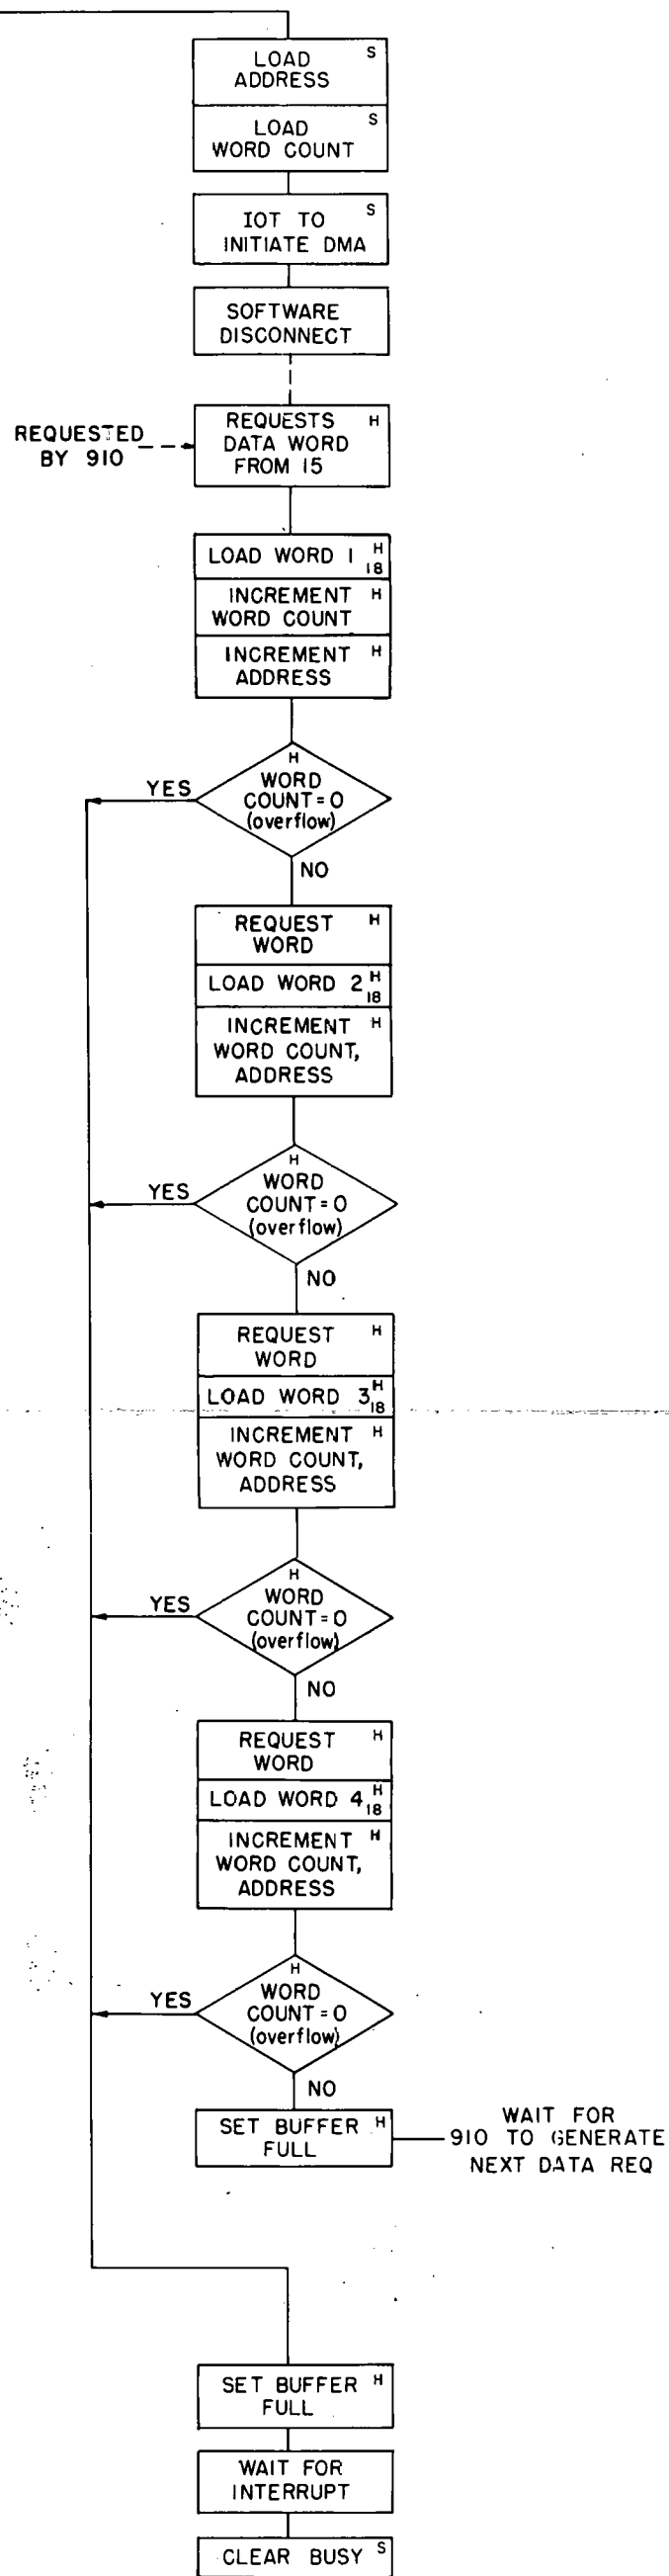 LOAD S
ADDRESS
LOAD S
WORD COUNT
IOT TO S
INITIATE DMA
SOFTWARE
DISCONNECT
REQUESTED
BY 910
REQUESTS H
DATA WORD
FROM 15
LOAD WORD 1 H
18
INCREMENT H
WORD COUNT
INCREMENT H
ADDRESS
H
WORD
COUNT = 0
(overflow)
YES
NO
REQUEST H
WORD
LOAD WORD 2 H
18
INCREMENT H
WORD COUNT,
ADDRESS
H
WORD
COUNT = 0
(overflow)
YES
NO
REQUEST H
WORD
LOAD WORD 3 H
18
INCREMENT H
WORD COUNT,
ADDRESS
H
WORD
COUNT = 0
(overflow)
YES
NO
REQUEST H
WORD
LOAD WORD 4 H
18
INCREMENT H
WORD COUNT,
ADDRESS
H
WORD
COUNT = 0
(overflow)
YES
NO
SET BUFFER H
FULL
WAIT FOR
910 TO GENERATE
NEXT DATA REQ
SET BUFFER H
FULL
WAIT FOR
INTERRUPT
CLEAR BUSY S